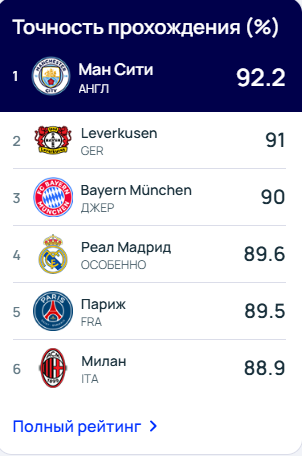 Точность прохождения (%)
1 Ман Сити 92.2
АНГЛ
2 Leverkusen 91
GER
3 Bayern München 90
ДЖЕР
4 Реал Мадрид 89.6
ОСОБЕННО
5 Париж 89.5
FRA
6 Милан 88.9
ITA
Полный рейтинг